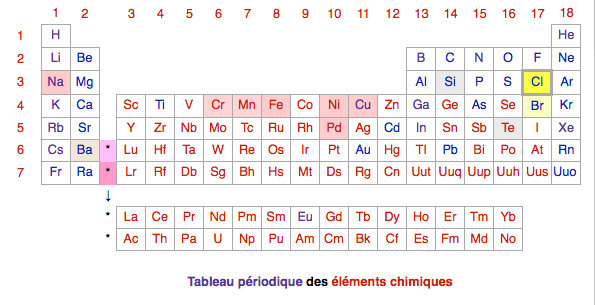 1 2 3 4 5 6 7 8 9 10 11 12 13 14 15 16 17 18
1 H He
2 Li Be B C N O F Ne
3 Na Mg Al Si P S Cl Ar
4 K Ca Sc Ti V Cr Mn Fe Co Ni Cu Zn Ga Ge As Se Br Kr
5 Rb Sr Y Zr Nb Mo Tc Ru Rh Pd Ag Cd In Sn Sb Te I Xe
6 Cs Ba * Lu Hf Ta W Re Os Ir Pt Au Hg Tl Pb Bi Po At Rn
7 Fr Ra * Lr Rf Db Sg Bh Hs Mt Ds Rg Cn Uut Uuq Uup Uuh Uus Uuo
↓
* La Ce Pr Nd Pm Sm Eu Gd Tb Dy Ho Er Tm Yb
* Ac Th Pa U Np Pu Am Cm Bk Cf Es Fm Md No
Tableau périodique des éléments chimiques